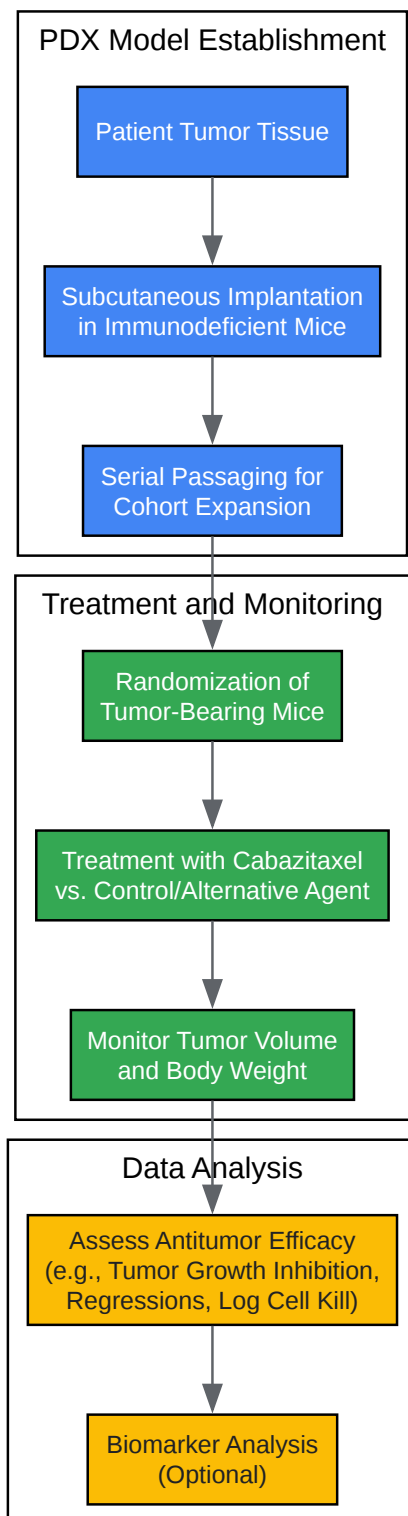 PDX Model Establishment
Patient Tumor Tissue
Subcutaneous Implantation
in Immunodeficient Mice
Serial Passaging for
Cohort Expansion
Treatment and Monitoring
Randomization of
Tumor-Bearing Mice
Treatment with Cabazitaxel
vs. Control/Alternative Agent
Monitor Tumor Volume
and Body Weight
Data Analysis
Assess Antitumor Efficacy
(e.g., Tumor Growth Inhibition,
Regressions, Log Cell Kill)
Biomarker Analysis
(Optional)